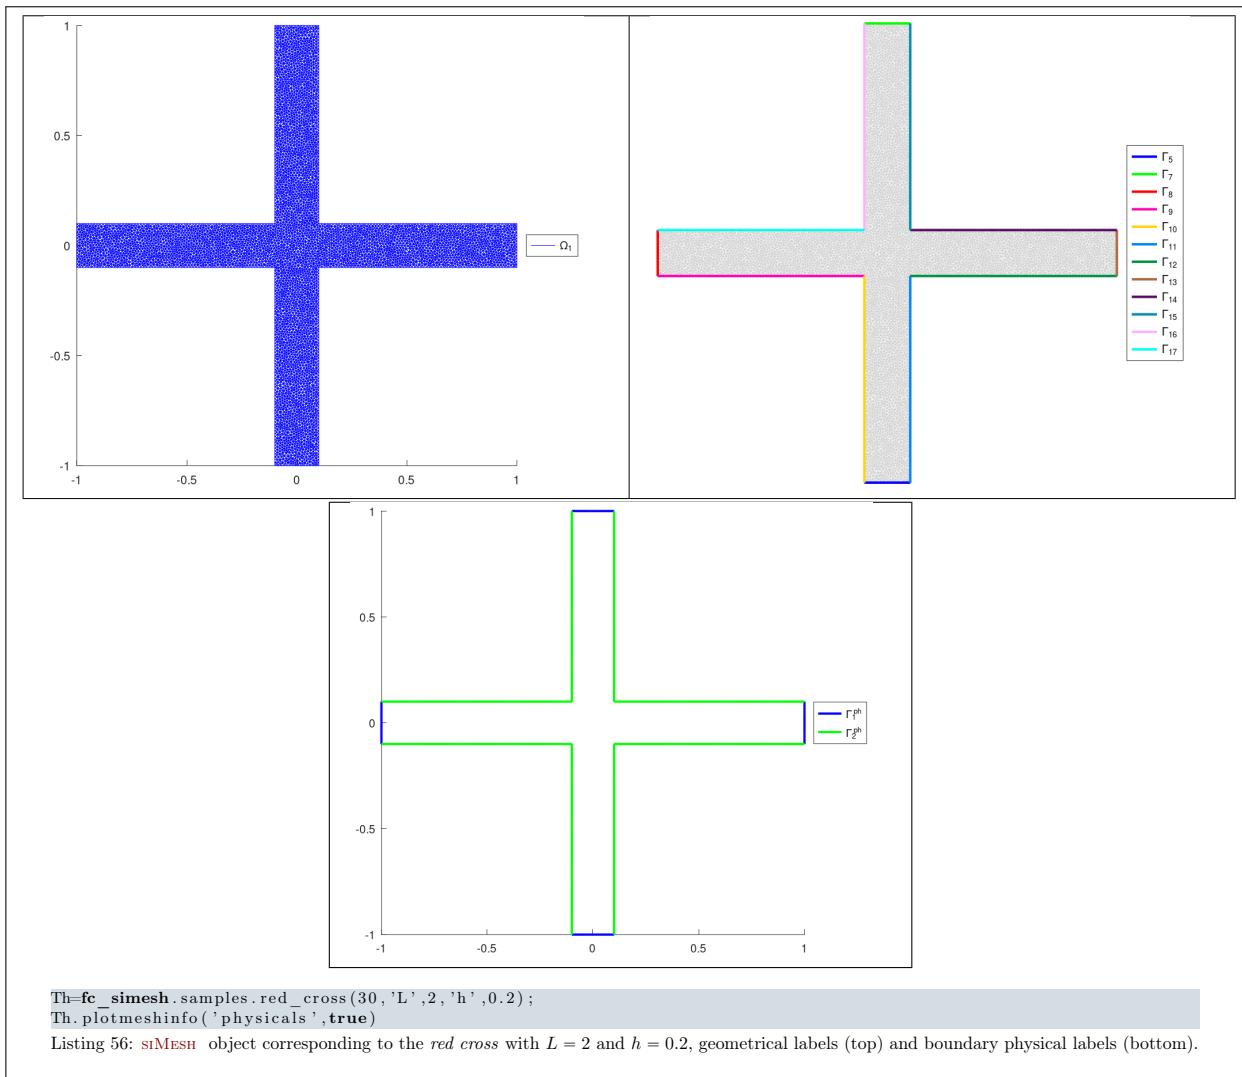 1
0.5
0
-0.5
-1
-1
-0.5
0
0.5
1
Ω1
Γ5
Γ7
Γ8
Γ9
Γ10
Γ11
Γ12
Γ13
Γ14
Γ15
Γ16
Γ17
1
0.5
0
-0.5
-1
-1
-0.5
0
0.5
1
Γ1ph
Γ2ph
Th=fc_simesh.samples.red_cross(30,'L',2,'h',0.2);
Th.plotmeshinfo('physicals',true)
Listing 56: siMesh object corresponding to the red cross with L = 2 and h = 0.2, geometrical labels (top) and boundary physical labels (bottom).